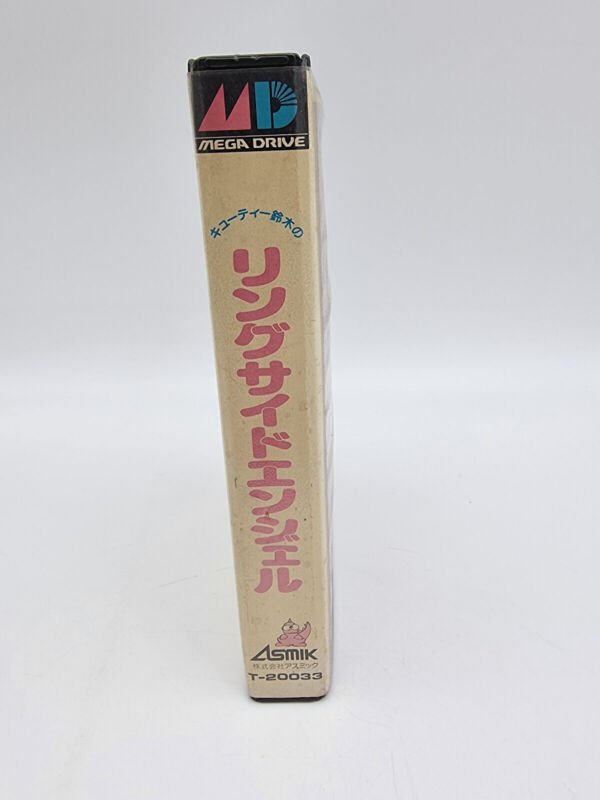 MD
MEGA DRIVE
キューティー鈴木の
リングサイドエンジェル
ASMIK
株式会社アスミック
T-20033